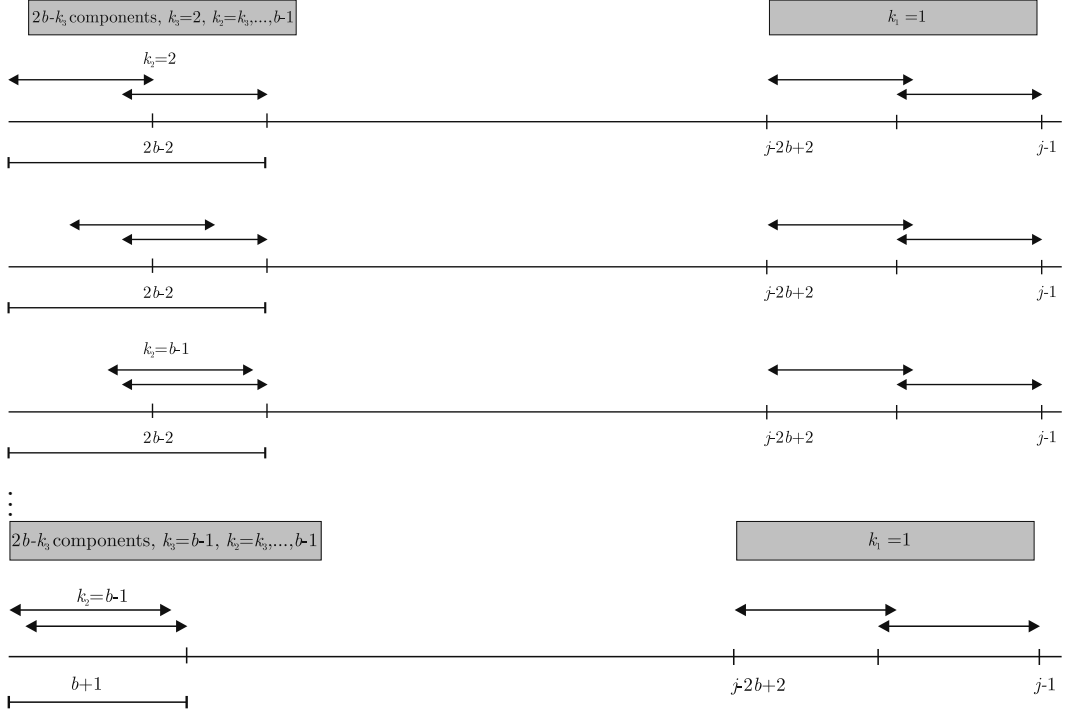 2b-k₃ components, k₃=2, k₂=k₃,...,b-1
k₁ =1
k₂=2
2b-2
j-2b+2
j-1
2b-2
j-2b+2
j-1
k₂=b-1
2b-2
j-2b+2
j-1
2b-k₃ components, k₃=b-1, k₂=k₃,...,b-1
k₁ =1
k₂=b-1
b+1
j-2b+2
j-1